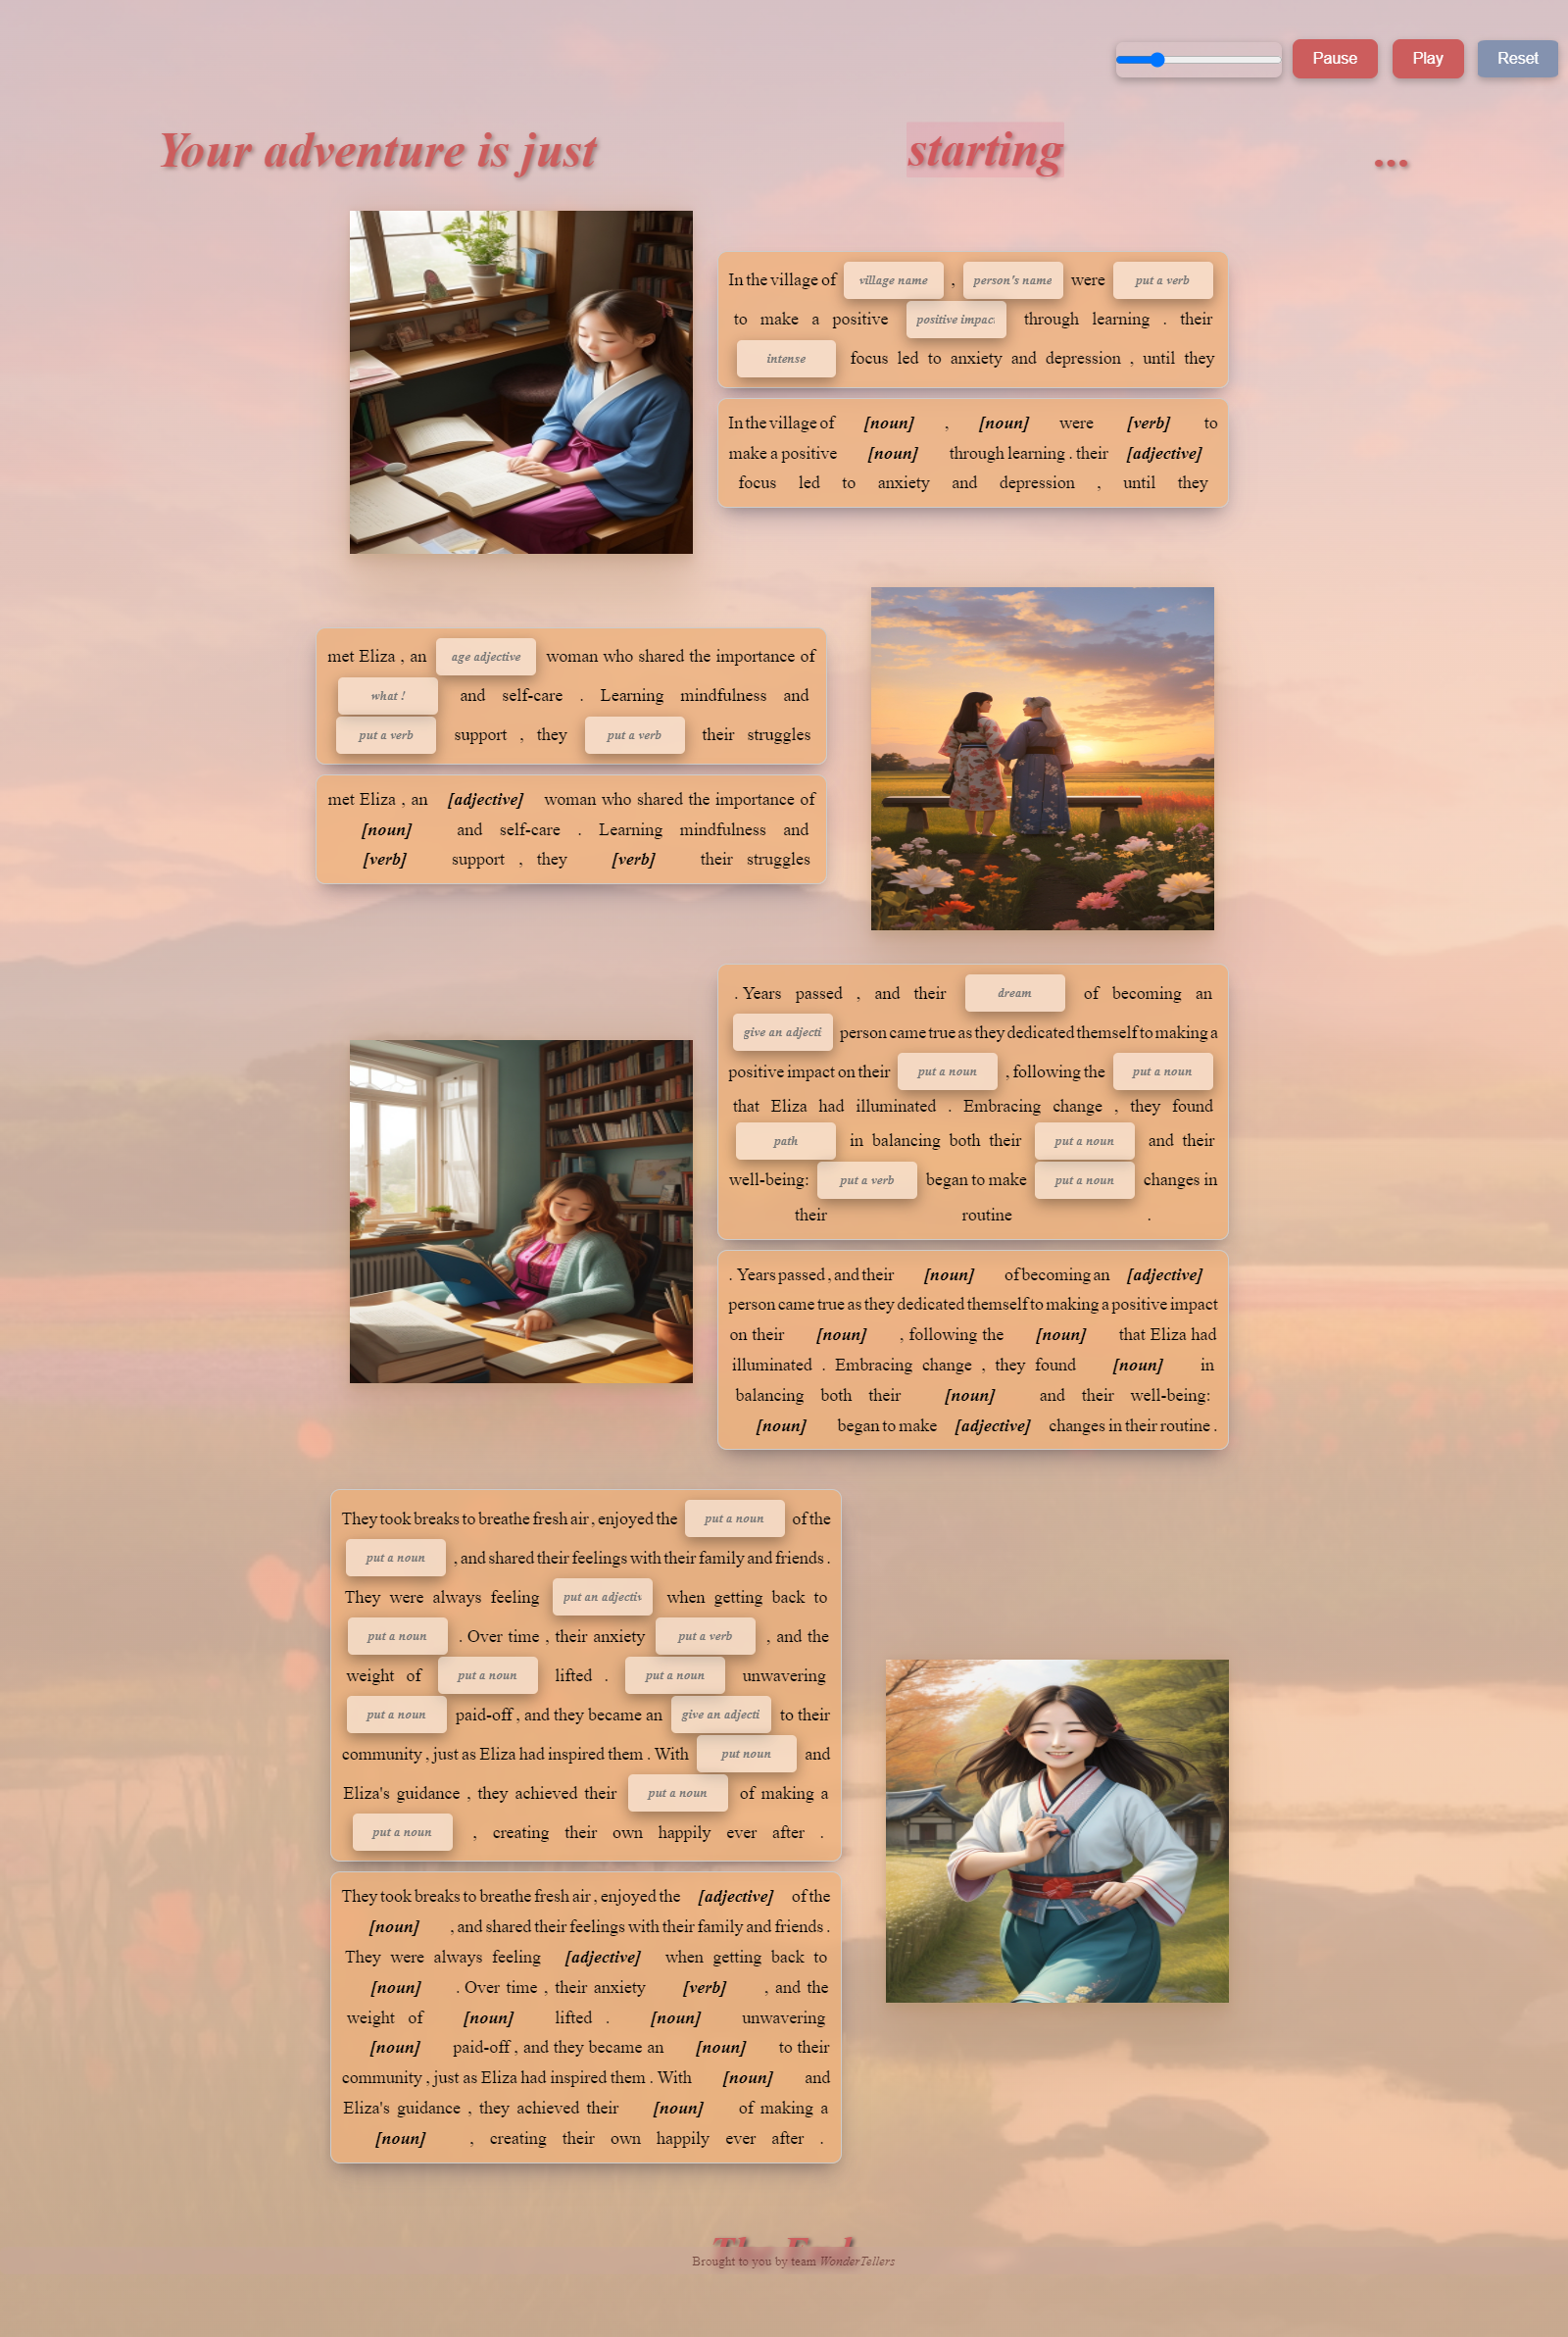 Pause Play Reset
Your adventure is just starting ...
In the village of village name , person's name were put a verb
to make a positive positive impac through learning . their
intense focus led to anxiety and depression , until they
In the village of [noun] , [noun] were [verb] to
make a positive [noun] through learning . their [adjective]
focus led to anxiety and depression , until they
met Eliza , an age adjective woman who shared the importance of
what ! and self-care . Learning mindfulness and
put a verb support , they put a verb their struggles
met Eliza , an [adjective] woman who shared the importance of
[noun] and self-care . Learning mindfulness and
[verb] support , they [verb] their struggles
. Years passed , and their dream of becoming an
give an adjecti person came true as they dedicated themself to making a
positive impact on their put a noun , following the put a noun
that Eliza had illuminated . Embracing change , they found
path in balancing both their put a noun and their
well-being: put a verb began to make put a noun changes in
their routine .
. Years passed , and their [noun] of becoming an [adjective]
person came true as they dedicated themself to making a positive impact
on their [noun] , following the [noun] that Eliza had
illuminated . Embracing change , they found [noun] in
balancing both their [noun] and their well-being:
[noun] began to make [adjective] changes in their routine .
They took breaks to breathe fresh air , enjoyed the put a noun of the
put a noun , and shared their feelings with their family and friends .
They were always feeling put an adjectiv when getting back to
put a noun . Over time , their anxiety put a verb , and the
weight of put a noun lifted . put a noun unwavering
put a noun paid-off , and they became an give an adjecti to their
community , just as Eliza had inspired them . With put noun and
Eliza's guidance , they achieved their put a noun of making a
put a noun , creating their own happily ever after .
They took breaks to breathe fresh air , enjoyed the [adjective] of the
[noun] , and shared their feelings with their family and friends .
They were always feeling [adjective] when getting back to
[noun] . Over time , their anxiety [verb] , and the
weight of [noun] lifted . [noun] unwavering
[noun] paid-off , and they became an [noun] to their
community , just as Eliza had inspired them . With [noun] and
Eliza's guidance , they achieved their [noun] of making a
[noun] , creating their own happily ever after .
The End
Brought to you by team WonderTellers